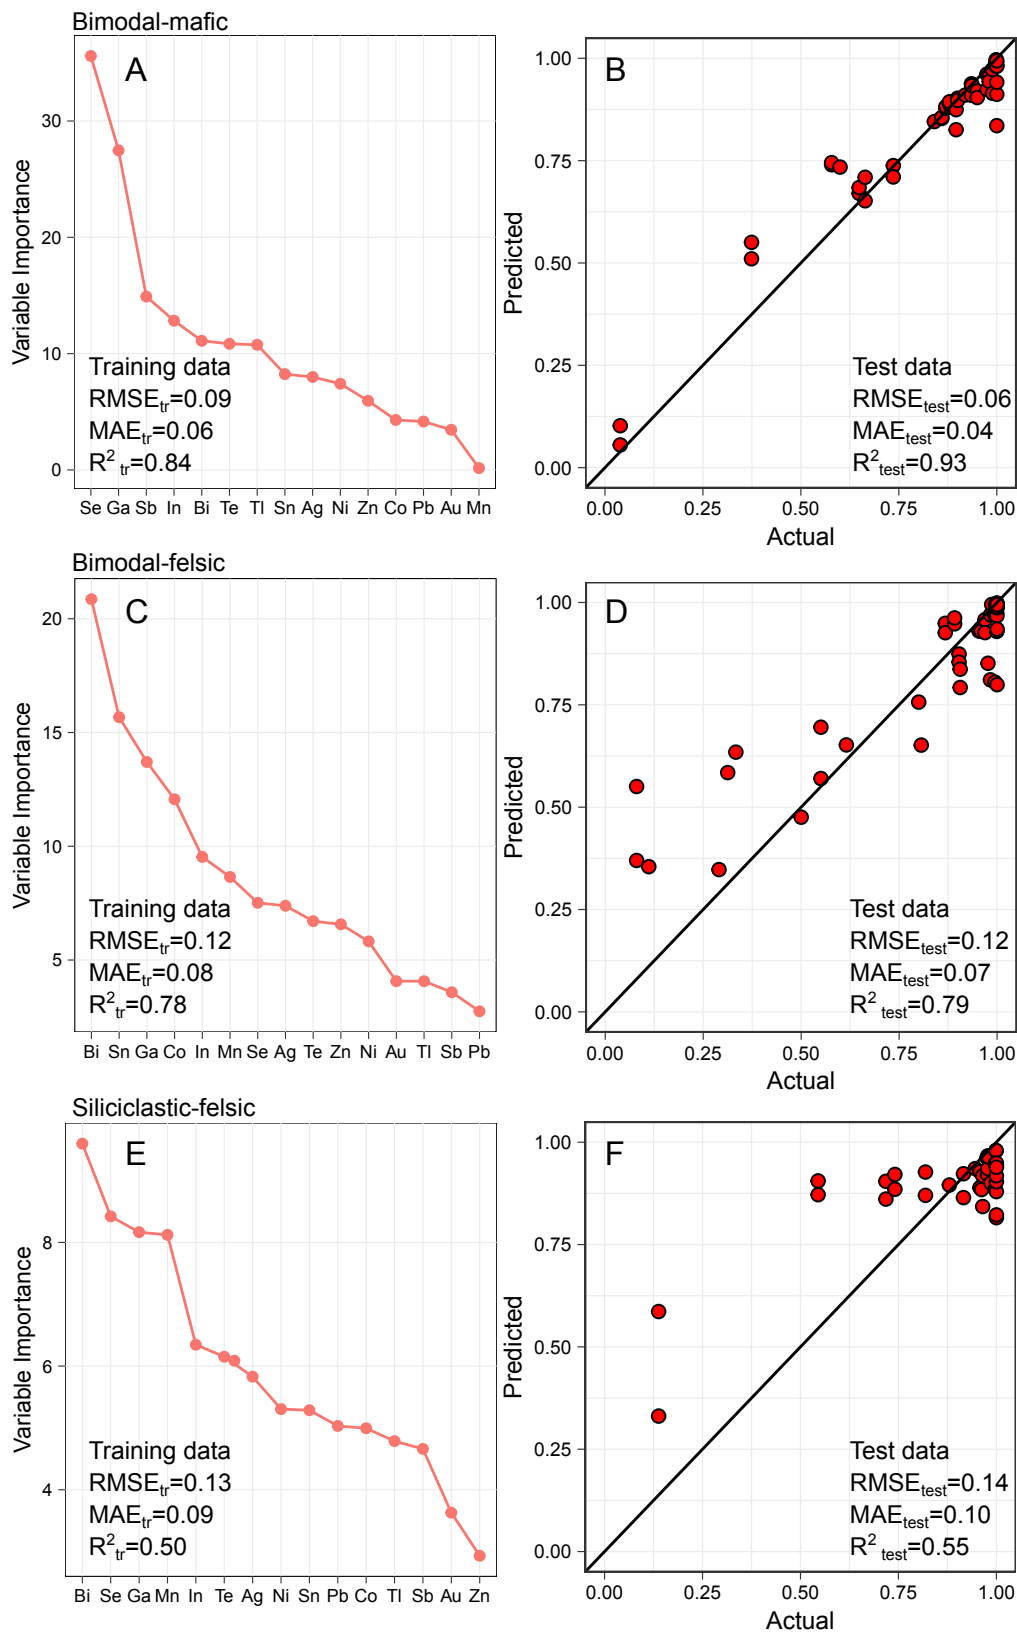 Bimodal-mafic
A
Variable Importance
30
20
10
0
Training data
RMSEtr=0.09
MAEtr=0.06
R2tr=0.84
Se Ga Sb In Bi Te Tl Sn Ag Ni Zn Co Pb Au Mn
B
Predicted
1.00
0.75
0.50
0.25
0.00
Test data
RMSEtest=0.06
MAEtest=0.04
R2test=0.93
0.00 0.25 0.50 0.75 1.00
Actual
Bimodal-felsic
C
Variable Importance
20
15
10
5
Training data
RMSEtr=0.12
MAEtr=0.08
R2tr=0.78
Bi Sn Ga Co In Mn Se Ag Te Zn Ni Au Tl Sb Pb
D
Predicted
1.00
0.75
0.50
0.25
0.00
Test data
RMSEtest=0.12
MAEtest=0.07
R2test=0.79
0.00 0.25 0.50 0.75 1.00
Actual
Siliciclastic-felsic
E
Variable Importance
8
6
4
Training data
RMSEtr=0.13
MAEtr=0.09
R2tr=0.50
Bi Se Ga Mn In Te Ag Ni Sn Pb Co Tl Sb Au Zn
F
Predicted
1.00
0.75
0.50
0.25
0.00
Test data
RMSEtest=0.14
MAEtest=0.10
R2test=0.55
0.00 0.25 0.50 0.75 1.00
Actual